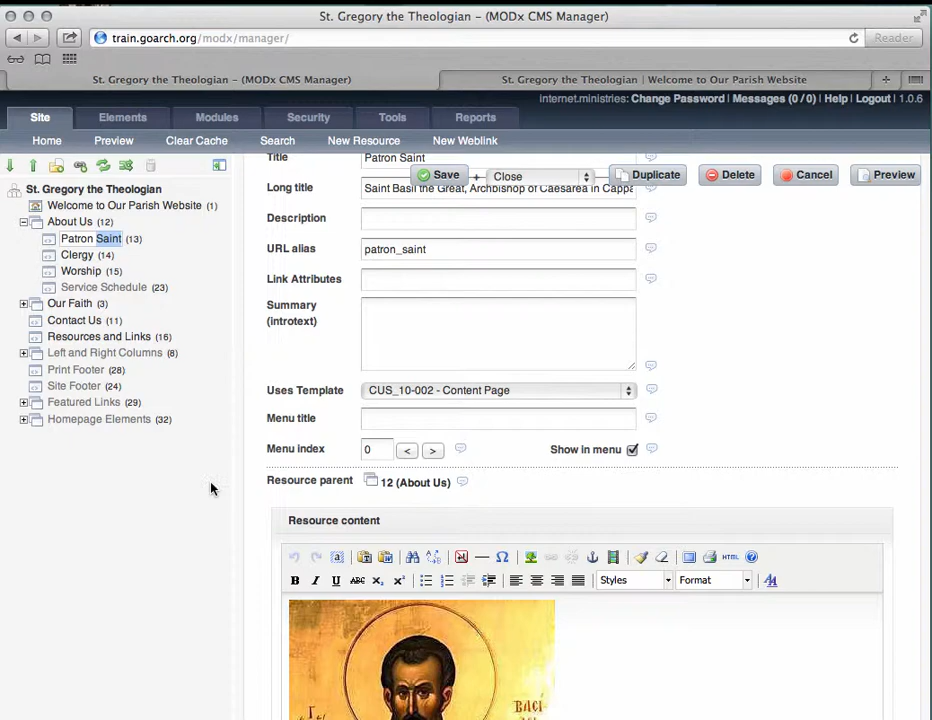 St. Gregory the Theologian - (MODx CMS Manager)
train.goarch.org/modx/manager/
Reader
St. Gregory the Theologian - (MODx CMS Manager)
St. Gregory the Theologian | Welcome to Our Parish Website
internet.ministries: Change Password | Messages (0 / 0) | Help | Logout | 1.0.6
Site Elements Modules Security Tools Reports
Home Preview Clear Cache Search New Resource New Weblink
Save + Close Duplicate Delete Cancel Preview
St. Gregory the Theologian
Welcome to Our Parish Website (1)
About Us (12)
Patron Saint (13)
Clergy (14)
Worship (15)
Service Schedule (23)
Our Faith (3)
Contact Us (11)
Resources and Links (16)
Left and Right Columns (8)
Print Footer (28)
Site Footer (24)
Featured Links (29)
Homepage Elements (32)
Title Patron Saint
Long title Saint Basil the Great, Archbishop of Caesarea in Cappa
Description
URL alias patron_saint
Link Attributes
Summary
(introtext)
Uses Template CUS_10-002 - Content Page
Menu title
Menu index 0 < > Show in menu
Resource parent 12 (About Us)
Resource content
HTML
B I U ABC x₂ x² Styles Format
ΒΑCΙ-